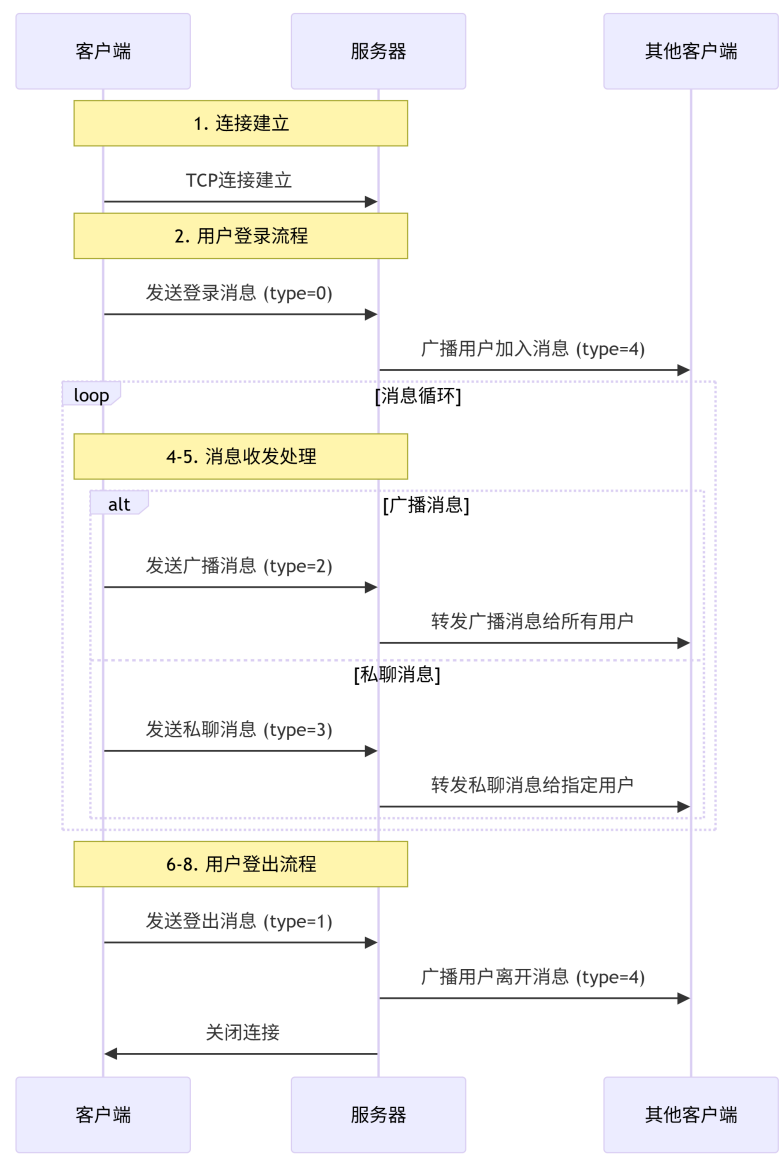 客户端
服务器
其他客户端
1. 连接建立
TCP连接建立
2. 用户登录流程
发送登录消息 (type=0)
广播用户加入消息 (type=4)
loop
[消息循环]
4-5. 消息收发处理
alt
[广播消息]
发送广播消息 (type=2)
转发广播消息给所有用户
[私聊消息]
发送私聊消息 (type=3)
转发私聊消息给指定用户
6-8. 用户登出流程
发送登出消息 (type=1)
广播用户离开消息 (type=4)
关闭连接
客户端
服务器
其他客户端